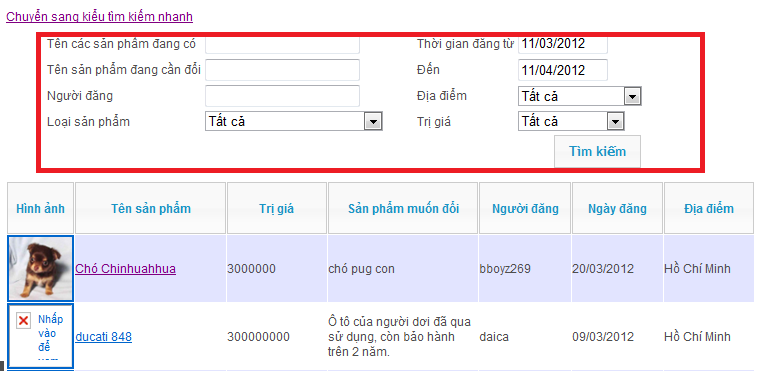 Chuyển sang kiểu tìm kiếm nhanh
Tên các sản phẩm đang có
Thời gian đăng từ 11/03/2012
Tên sản phẩm đang cần đổi
Đến 11/04/2012
Người đăng
Địa điểm Tất cả
Loại sản phẩm Tất cả
Trị giá Tất cả
Tìm kiếm
Hình ảnh Tên sản phẩm Trị giá Sản phẩm muốn đổi Người đăng Ngày đăng Địa điểm
Chó Chinhuahhua 3000000 chó pug con bboyz269 20/03/2012 Hồ Chí Minh
Nhấp
vào
để
xem
ducati 848 300000000
Ô tô của người dơi đã qua
sử dụng, còn bảo hành
trên 2 năm.
daica 09/03/2012 Hồ Chí Minh